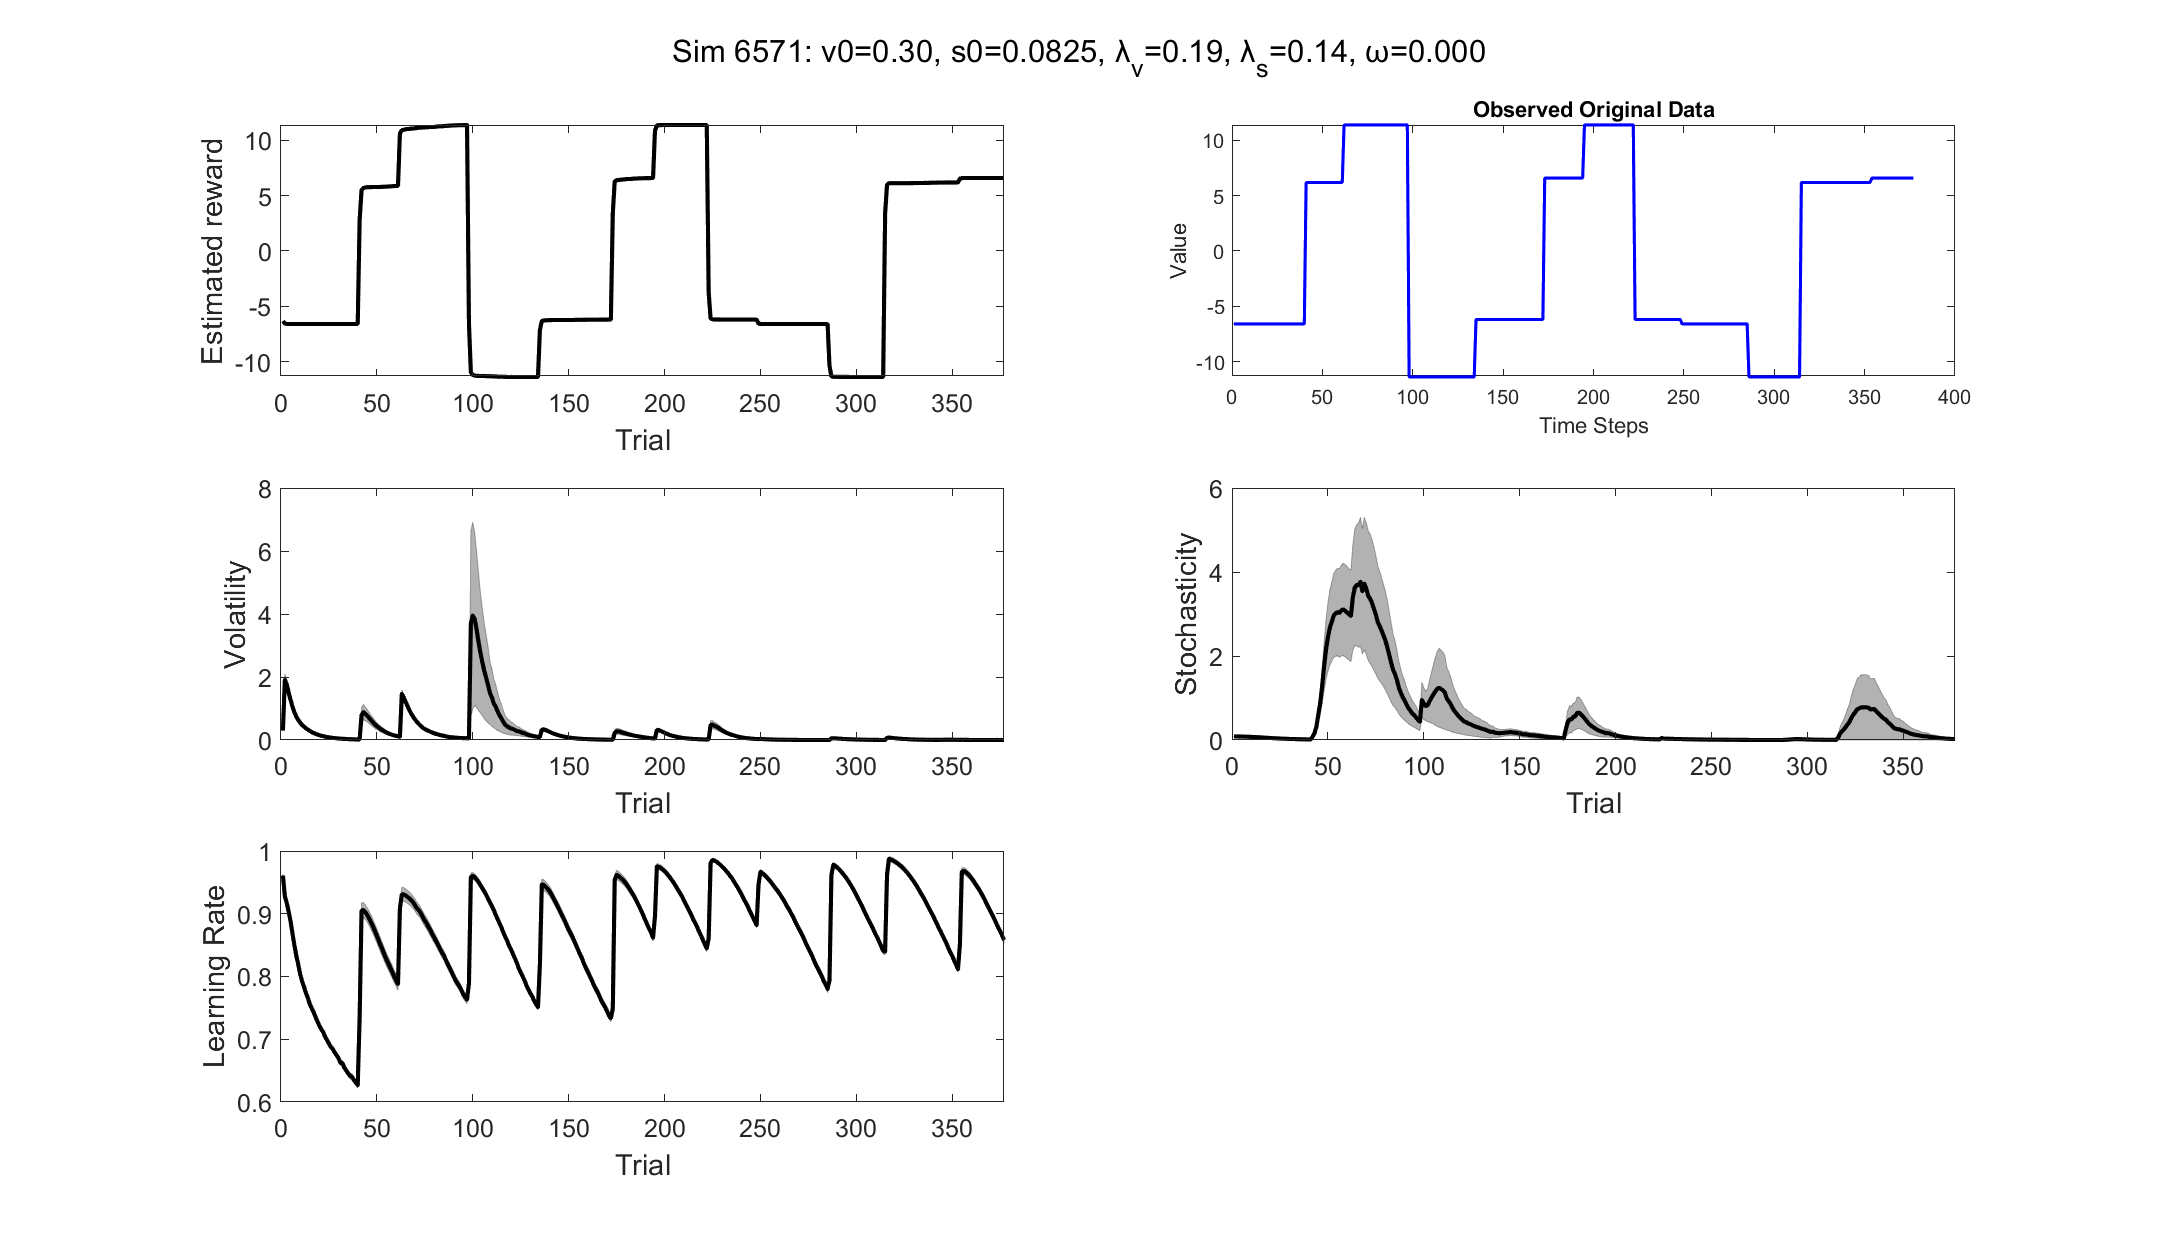 Sim 6571: v0=0.30, s0=0.0825, λ_v=0.19, λ_s=0.14, ω=0.000
Estimated reward
10
5
0
-5
-10
0 50 100 150 200 250 300 350
Trial
Observed Original Data
Value
10
5
0
-5
-10
0 50 100 150 200 250 300 350 400
Time Steps
Volatility
8
6
4
2
0
0 50 100 150 200 250 300 350
Trial
Stochasticity
6
4
2
0
0 50 100 150 200 250 300 350
Trial
Learning Rate
1
0.9
0.8
0.7
0.6
0 50 100 150 200 250 300 350
Trial